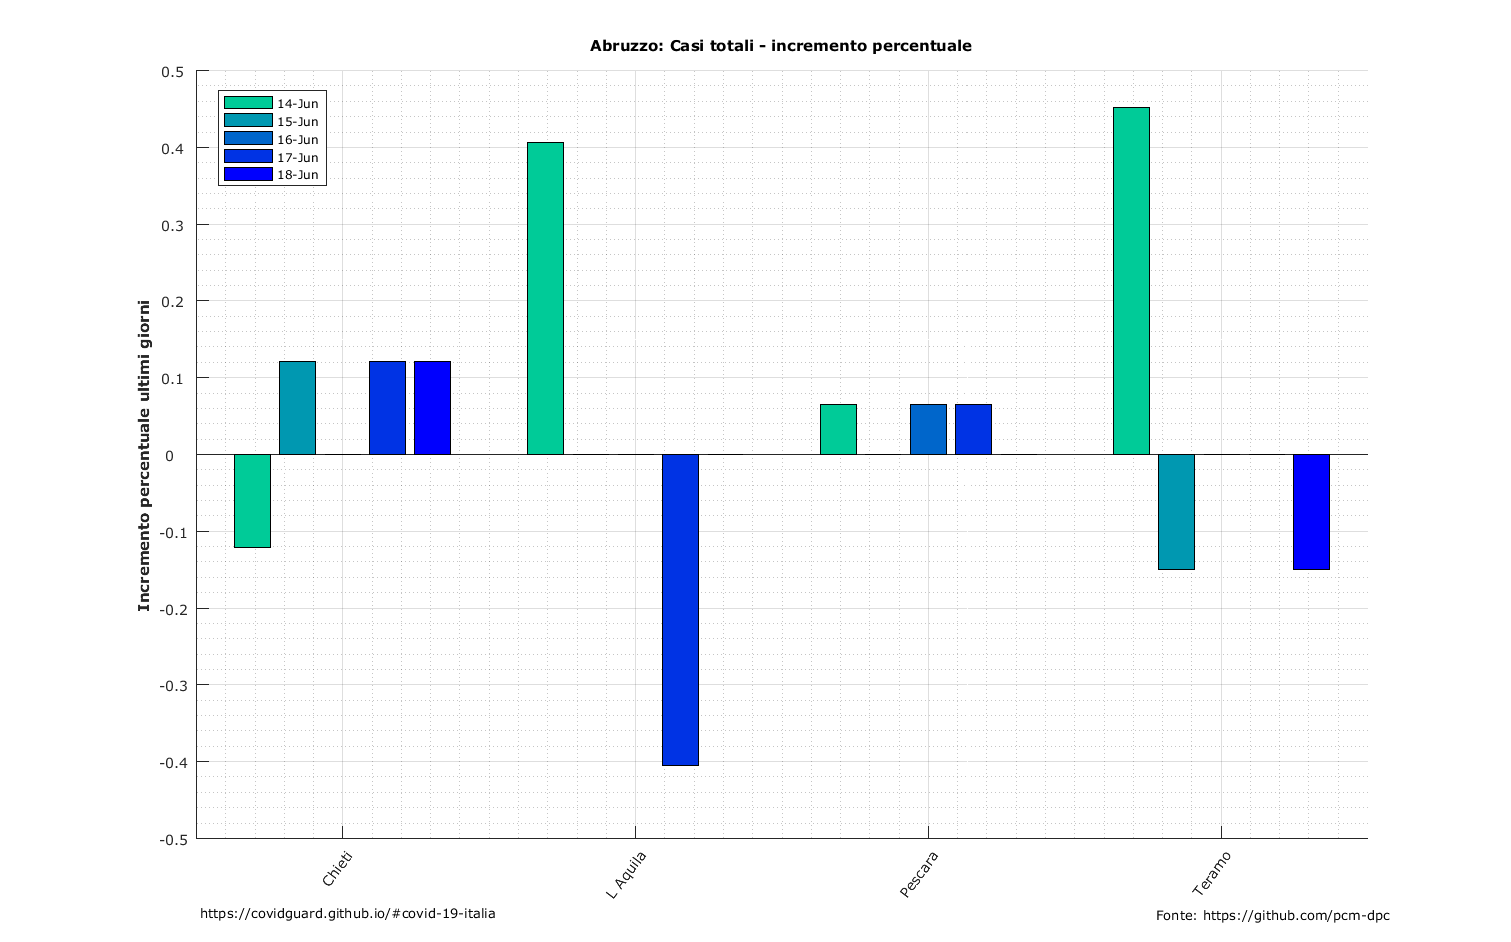 Abruzzo: Casi totali - incremento percentuale
0.5
0.4
0.3
0.2
0.1
0
-0.1
-0.2
-0.3
-0.4
-0.5
Incremento percentuale ultimi giorni
14-Jun
15-Jun
16-Jun
17-Jun
18-Jun
Chieti
L Aquila
Pescara
Teramo
https://covidguard.github.io/#covid-19-italia
Fonte: https://github.com/pcm-dpc